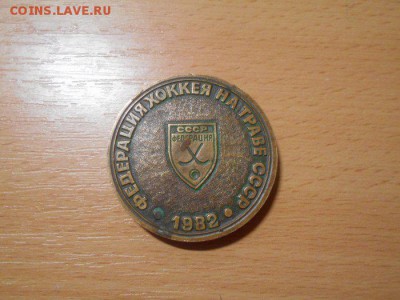 COINS.LAVE.RU
ФЕДЕРАЦИЯ ХОККЕЯ НА ТРАВЕ СССР
СССР
ФЕДЕРАЦИЯ
• 1982 •